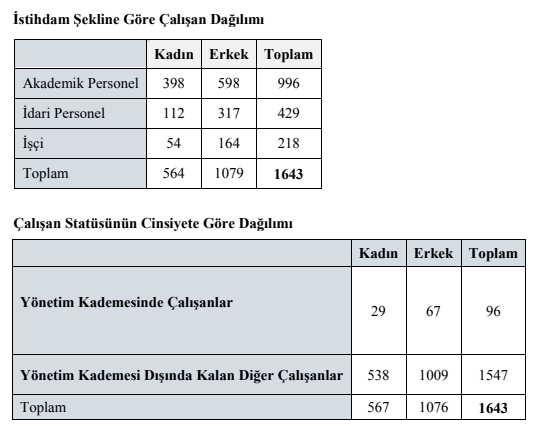 İstihdam Şekline Göre Çalışan Dağılımı
Kadın Erkek Toplam
Akademik Personel 398 598 996
İdari Personel 112 317 429
İşçi 54 164 218
Toplam 564 1079 1643
Çalışan Statüsünün Cinsiyete Göre Dağılımı
Kadın Erkek Toplam
Yönetim Kademesinde Çalışanlar 29 67 96
Yönetim Kademesi Dışında Kalan Diğer Çalışanlar 538 1009 1547
Toplam 567 1076 1643